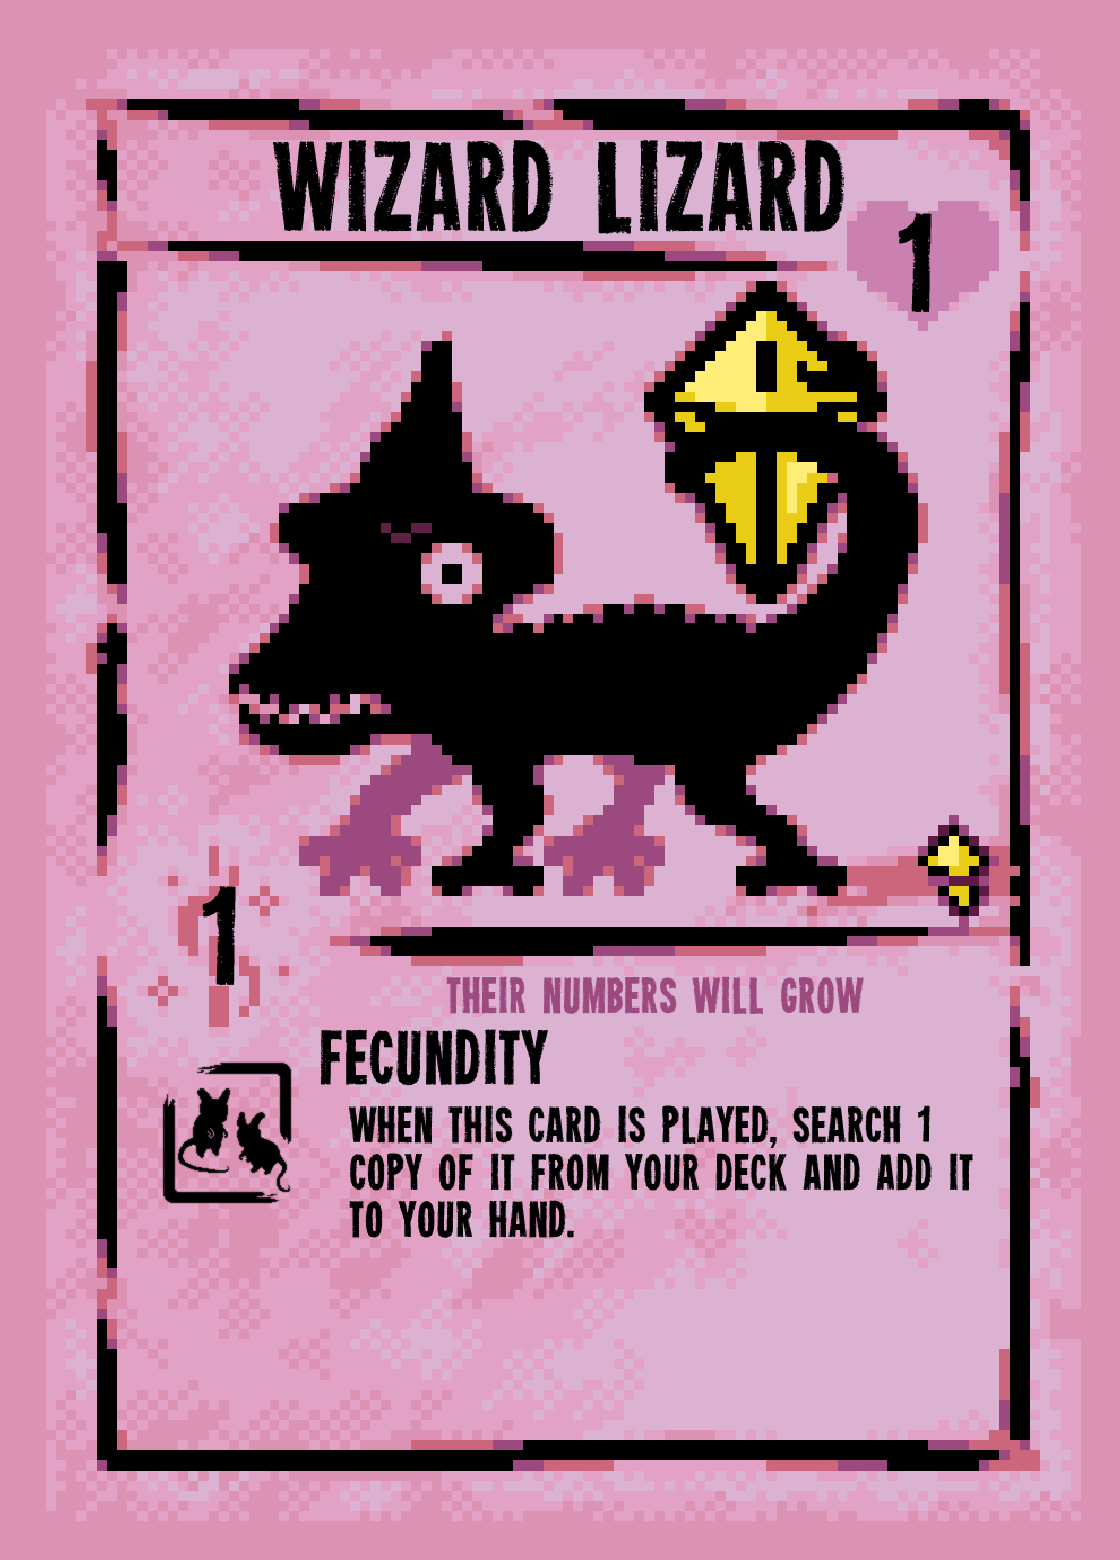 WIZARD LIZARD
1
1
THEIR NUMBERS WILL GROW
FECUNDITY
WHEN THIS CARD IS PLAYED, SEARCH 1
COPY OF IT FROM YOUR DECK AND ADD IT
TO YOUR HAND.